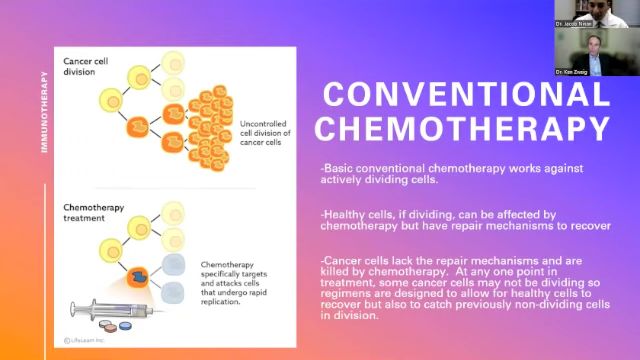 Dr. Jacob Ninan
Dr. Ken Zweig
IMMUNOTHERAPY
Cancer cell
division
Uncontrolled
cell division of
cancer cells
Chemotherapy
treatment
Chemotherapy
specifically targets
and attacks cells
that undergo rapid
replication.
©LifeLearn Inc.
CONVENTIONAL
CHEMOTHERAPY
-Basic conventional chemotherapy works against
actively dividing cells.
-Healthy cells, if dividing, can be affected by
chemotherapy but have repair mechanisms to recover
-Cancer cells lack the repair mechanisms and are
killed by chemotherapy.  At any one point in
treatment, some cancer cells may not be dividing so
regimens are designed to allow for healthy cells to
recover but also to catch previously non-dividing cells
in division.